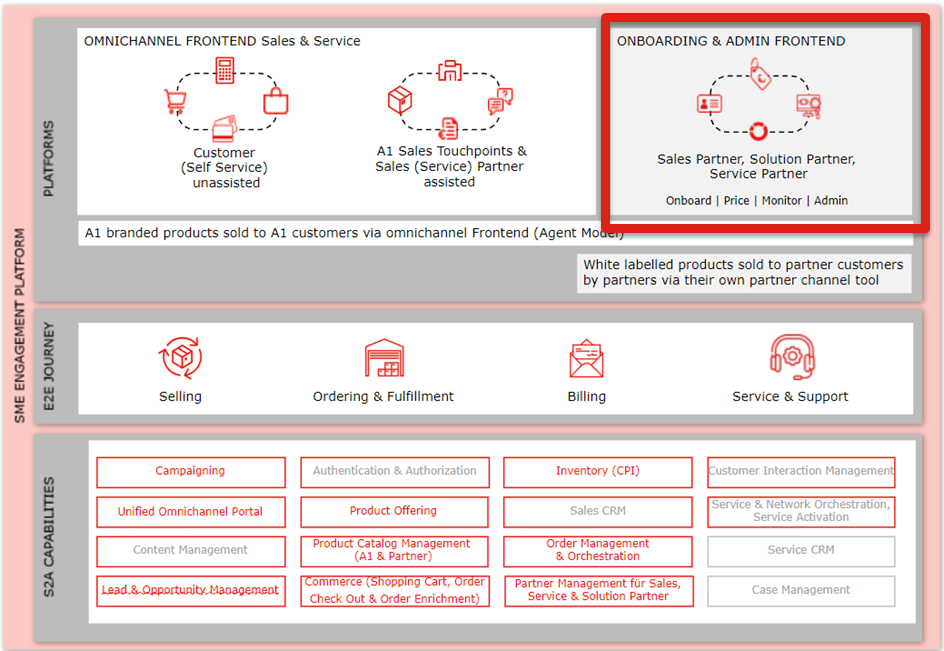 SME ENGAGEMENT PLATFORM
PLATFORMS
OMNICHANNEL FRONTEND Sales & Service
Customer
(Self Service)
unassisted
A1 Sales Touchpoints &
Sales (Service) Partner
assisted
ONBOARDING & ADMIN FRONTEND
Sales Partner, Solution Partner,
Service Partner
Onboard | Price | Monitor | Admin
A1 branded products sold to A1 customers via omnichannel Frontend (Agent Model)
White labelled products sold to partner customers
by partners via their own partner channel tool
E2E JOURNEY
Selling
Ordering & Fulfillment
Billing
Service & Support
S2A CAPABILITIES
Campaigning
Authentication & Authorization
Inventory (CPI)
Customer Interaction Management
Unified Omnichannel Portal
Product Offering
Sales CRM
Service & Network Orchestration,
Service Activation
Content Management
Product Catalog Management
(A1 & Partner)
Order Management
& Orchestration
Service CRM
Lead & Opportunity Management
Commerce (Shopping Cart, Order
Check Out & Order Enrichment)
Partner Management für Sales,
Service & Solution Partner
Case Management